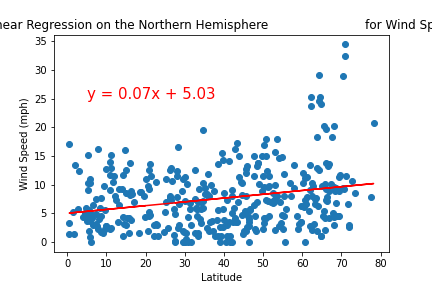 near Regression on the Northern Hemisphere for Wind Sp
y = 0.07x + 5.03
35
30
25
20
15
10
5
0
Wind Speed (mph)
0 10 20 30 40 50 60 70 80
Latitude